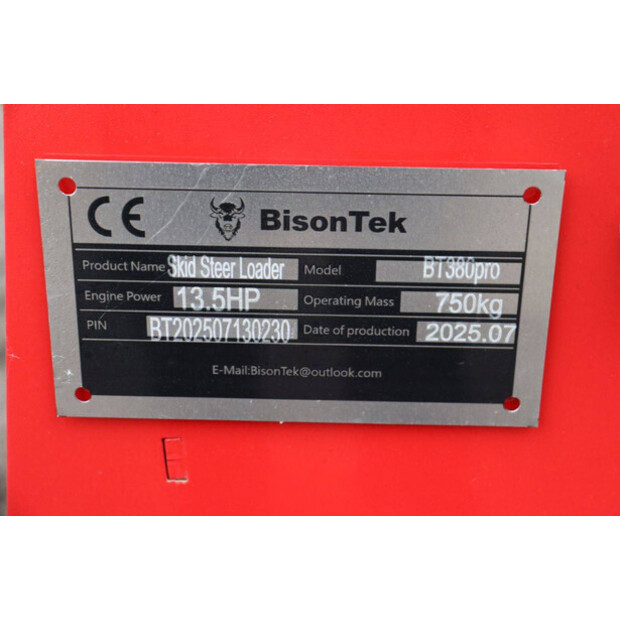 CE BisonTek
Product Name Skid Steer Loader Model BT380pro
Engine Power 13.5HP Operating Mass 750kg
PIN BT202507130230 Date of production 2025.07
E-Mail:BisonTek@outlook.com